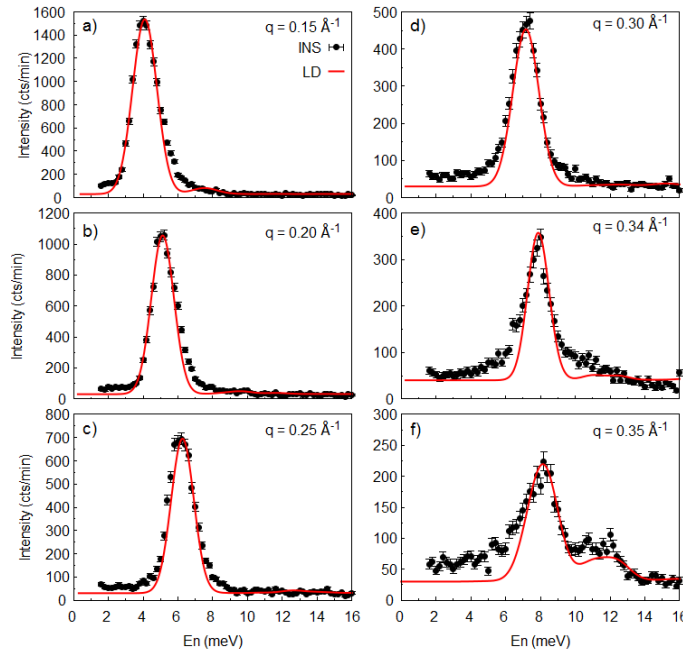 a) q = 0.15 Å⁻¹
INS
LD
Intensity (cts/min)
1600
1400
1200
1000
800
600
400
200
0
b) q = 0.20 Å⁻¹
Intensity (cts/min)
1200
1000
800
600
400
200
0
c) q = 0.25 Å⁻¹
Intensity (cts/min)
800
700
600
500
400
300
200
100
0
0 2 4 6 8 10 12 14 16
En (meV)
d) q = 0.30 Å⁻¹
500
400
300
200
100
0
e) q = 0.34 Å⁻¹
400
300
200
100
0
f) q = 0.35 Å⁻¹
300
250
200
150
100
50
0
0 2 4 6 8 10 12 14 16
En (meV)